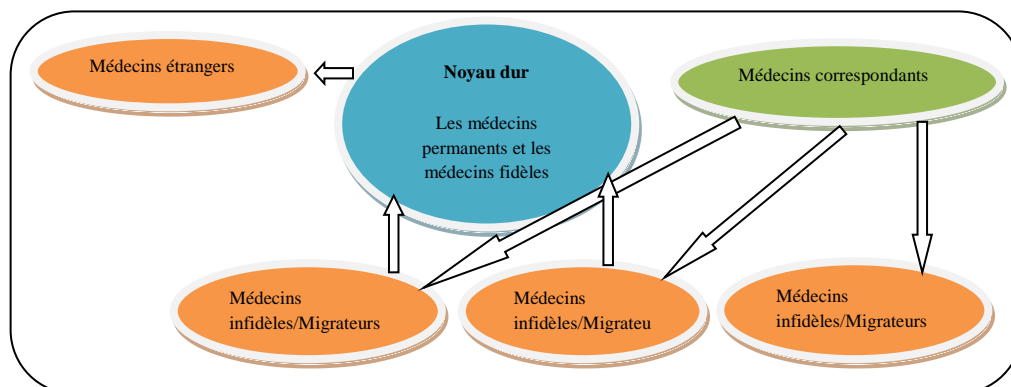 Médecins étrangers
Noyau dur
Les médecins
permanents et les
médecins fidèles
Médecins correspondants
Médecins
infidèles/Migrateurs
Médecins
infidèles/Migrateu
Médecins
infidèles/Migrateurs